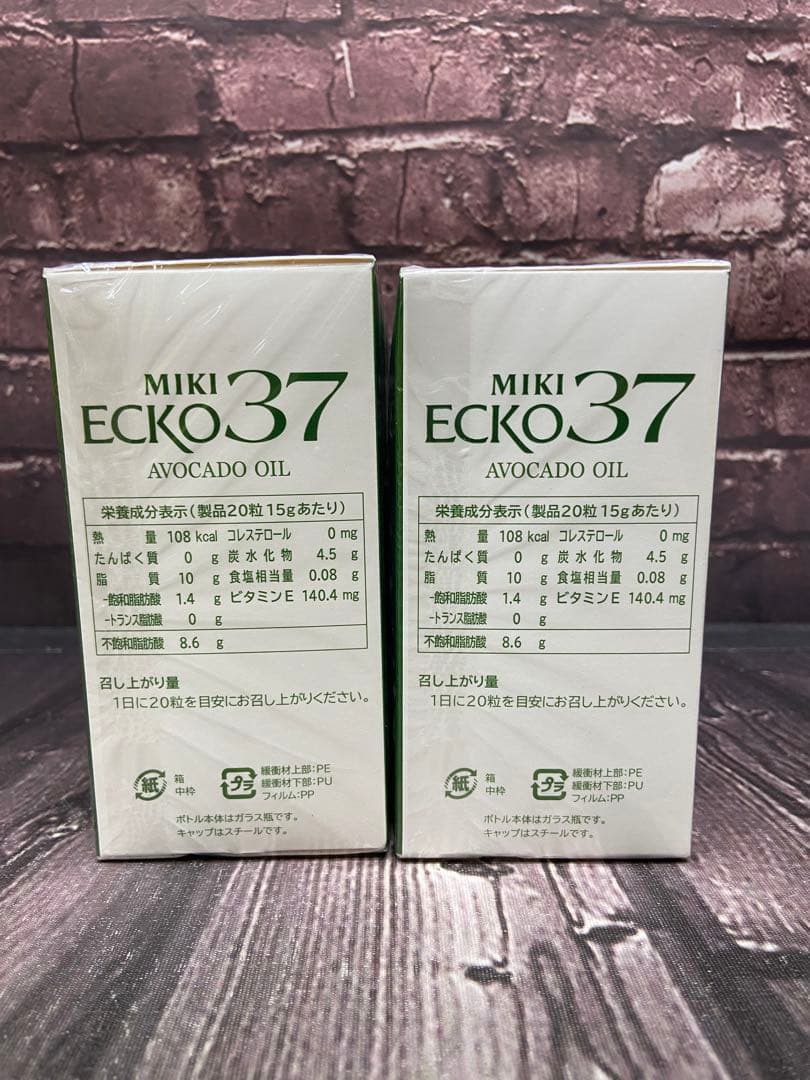 MIKI
ECKO37
AVOCADO OIL
栄養成分表示(製品20粒15gあたり)
熱量 108 kcal コレステロール 0 mg
たんぱく質 0 g 炭水化物 4.5 g
脂質 10 g 食塩相当量 0.08 g
-飽和脂肪酸 1.4 g ビタミンE 140.4 mg
-トランス脂肪酸 0 g
不飽和脂肪酸 8.6 g
召し上がり量
1日に20粒を目安にお召し上がりください。
紙
箱
中枠
プラ
緩衝材上部:PE
緩衝材下部:PU
フィルム:PP
ボトル本体はガラス瓶です。
キャップはスチールです。
MIKI
ECKO37
AVOCADO OIL
栄養成分表示(製品20粒15gあたり)
熱量 108 kcal コレステロール 0 mg
たんぱく質 0 g 炭水化物 4.5 g
脂質 10 g 食塩相当量 0.08 g
-飽和脂肪酸 1.4 g ビタミンE 140.4 mg
-トランス脂肪酸 0 g
不飽和脂肪酸 8.6 g
召し上がり量
1日に20粒を目安にお召し上がりください。
紙
箱
中枠
プラ
緩衝材上部:PE
緩衝材下部:PU
フィルム:PP
ボトル本体はガラス瓶です。
キャップはスチールです。